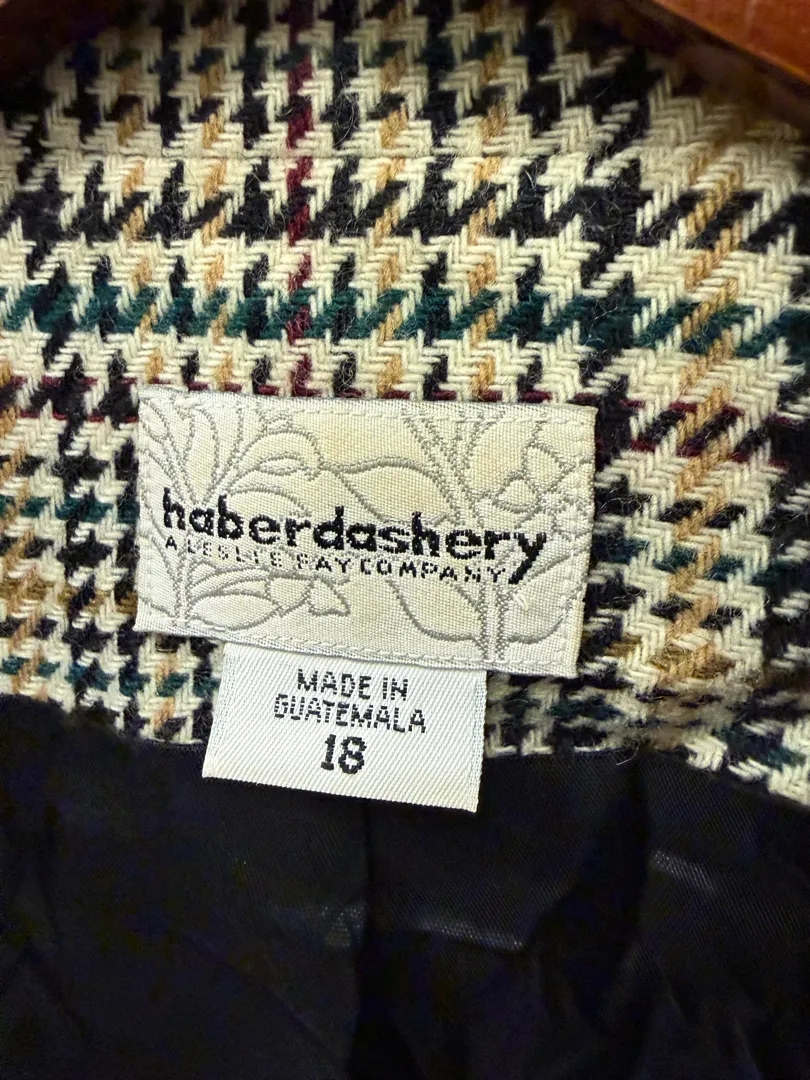 haberdashery
A LESLIE FAY COMPANY
MADE IN
GUATEMALA
18